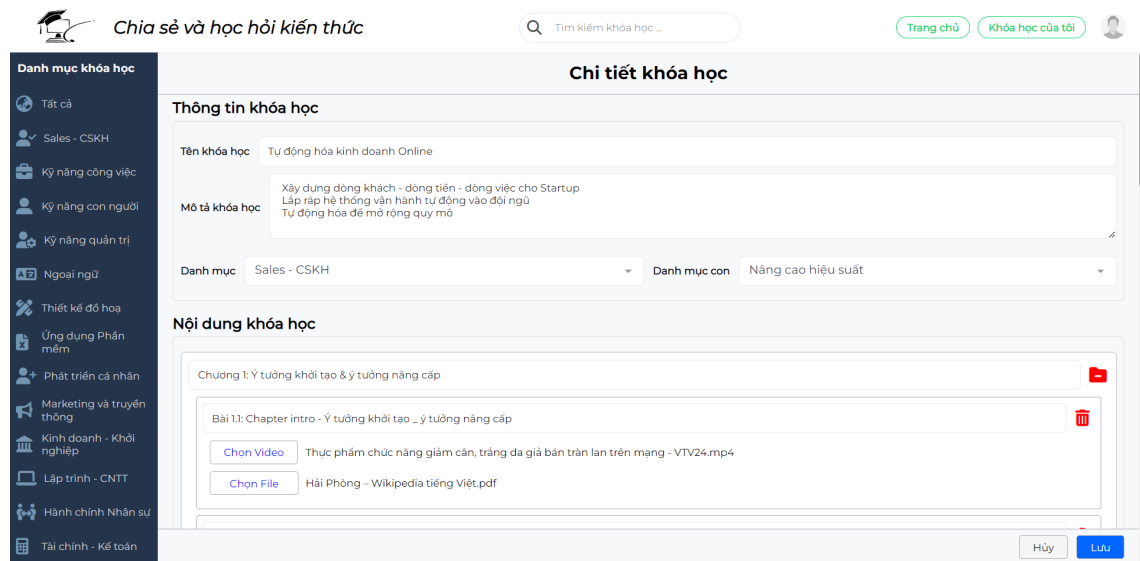 Chia sẻ và học hỏi kiến thức
Tìm kiếm khóa học ...
Trang chủ
Khóa học của tôi
Danh mục khóa học
Tất cả
Sales - CSKH
Kỹ năng công việc
Kỹ năng con người
Kỹ năng quản trị
Ngoại ngữ
Thiết kế đồ hoạ
Ứng dụng Phần
mềm
Phát triển cá nhân
Marketing và truyền
thông
Kinh doanh - Khởi
nghiệp
Lập trình - CNTT
Hành chính Nhân sự
Tài chính - Kế toán
Chi tiết khóa học
Thông tin khóa học
Tên khóa học
Tự động hóa kinh doanh Online
Mô tả khóa học
Xây dựng dòng khách - dòng tiền - dòng việc cho Startup
Lắp ráp hệ thống vận hành tự động vào đội ngũ
Tự động hóa để mở rộng quy mô
Danh mục
Sales - CSKH
Danh mục con
Nâng cao hiệu suất
Nội dung khóa học
Chương 1: Ý tưởng khởi tạo & ý tưởng nâng cấp
Bài 1.1: Chapter intro - Ý tưởng khởi tạo _ ý tưởng nâng cấp
Chọn Video
Thực phẩm chức năng giảm cân, trắng da giả bán tràn lan trên mạng - VTV24.mp4
Chọn File
Hải Phòng – Wikipedia tiếng Việt.pdf
Hủy
Lưu